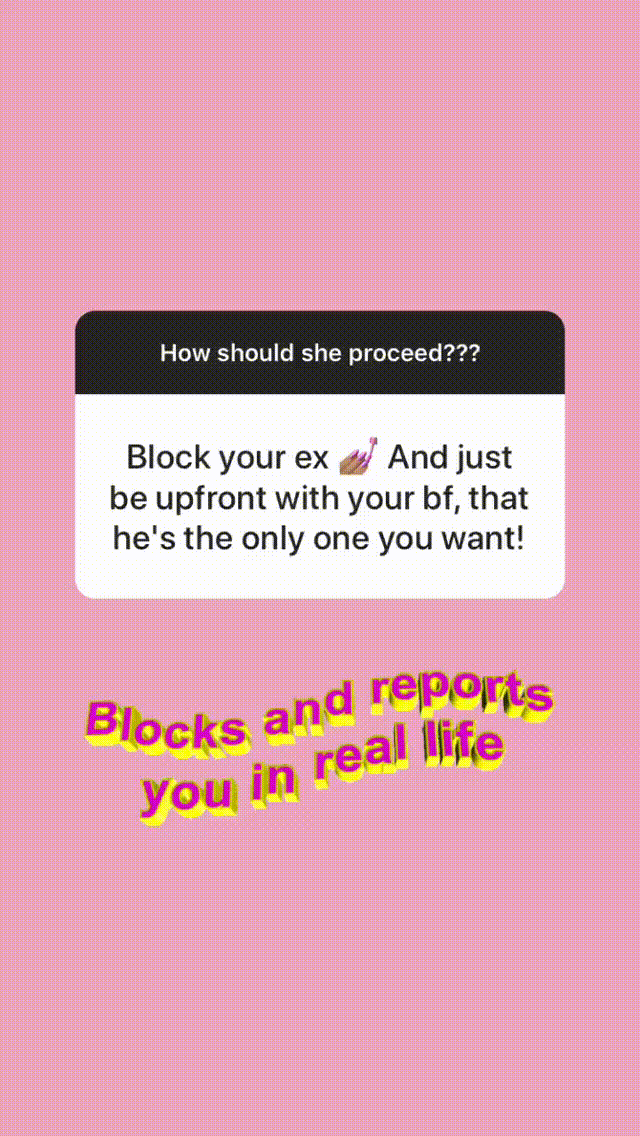 How should she proceed???
Block your ex 💅🏽 And just
be upfront with your bf, that
he's the only one you want!
Blocks and reports
you in real life